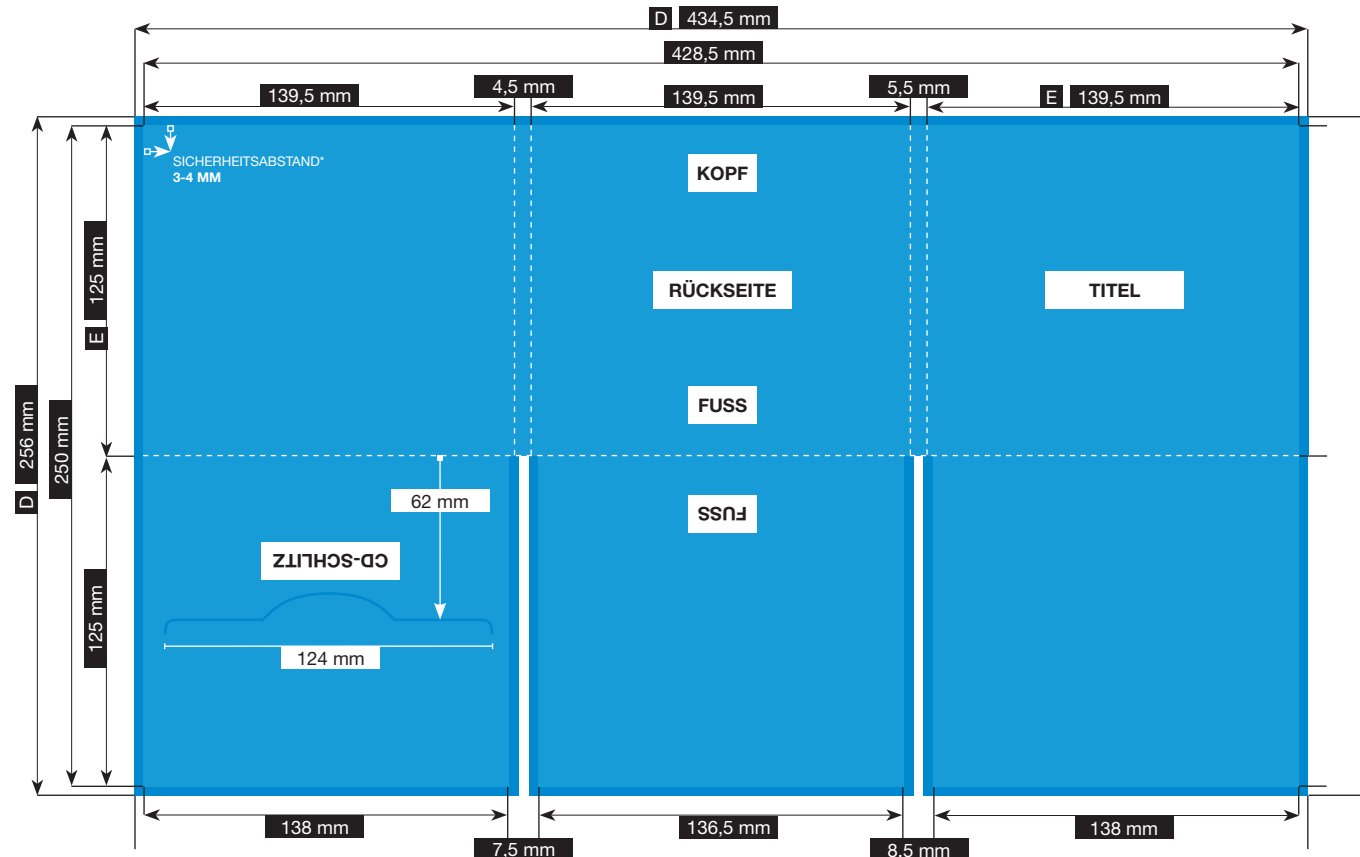 D 434,5 mm
428,5 mm
4,5 mm
5,5 mm
139,5 mm
139,5 mm
E 139,5 mm
SICHERHEITSABSTAND*
3-4 MM
KOPF
125 mm
E
RÜCKSEITE
TITEL
FUSS
D 256 mm
250 mm
62 mm
FUSS
CD-SCHLITZ
125 mm
124 mm
138 mm
136,5 mm
138 mm
7,5 mm
8,5 mm